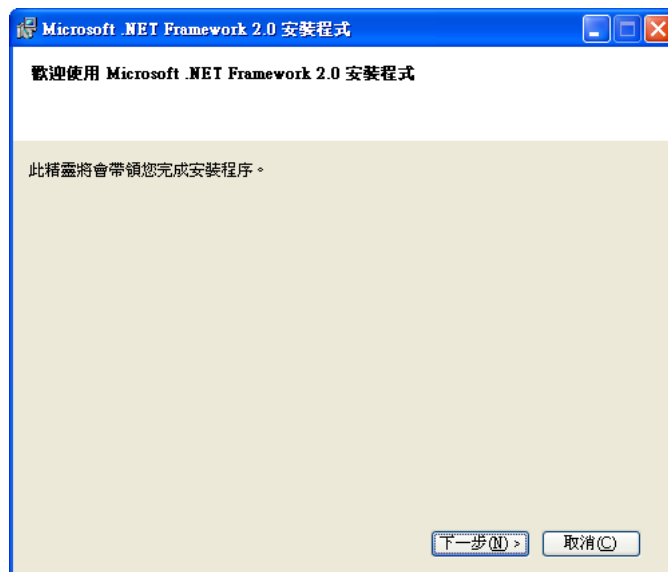 Microsoft .NET Framework 2.0 安裝程式
歡迎使用 Microsoft .NET Framework 2.0 安裝程式
此精靈將會帶領您完成安裝程序。
下一步(N) > 取消(C)